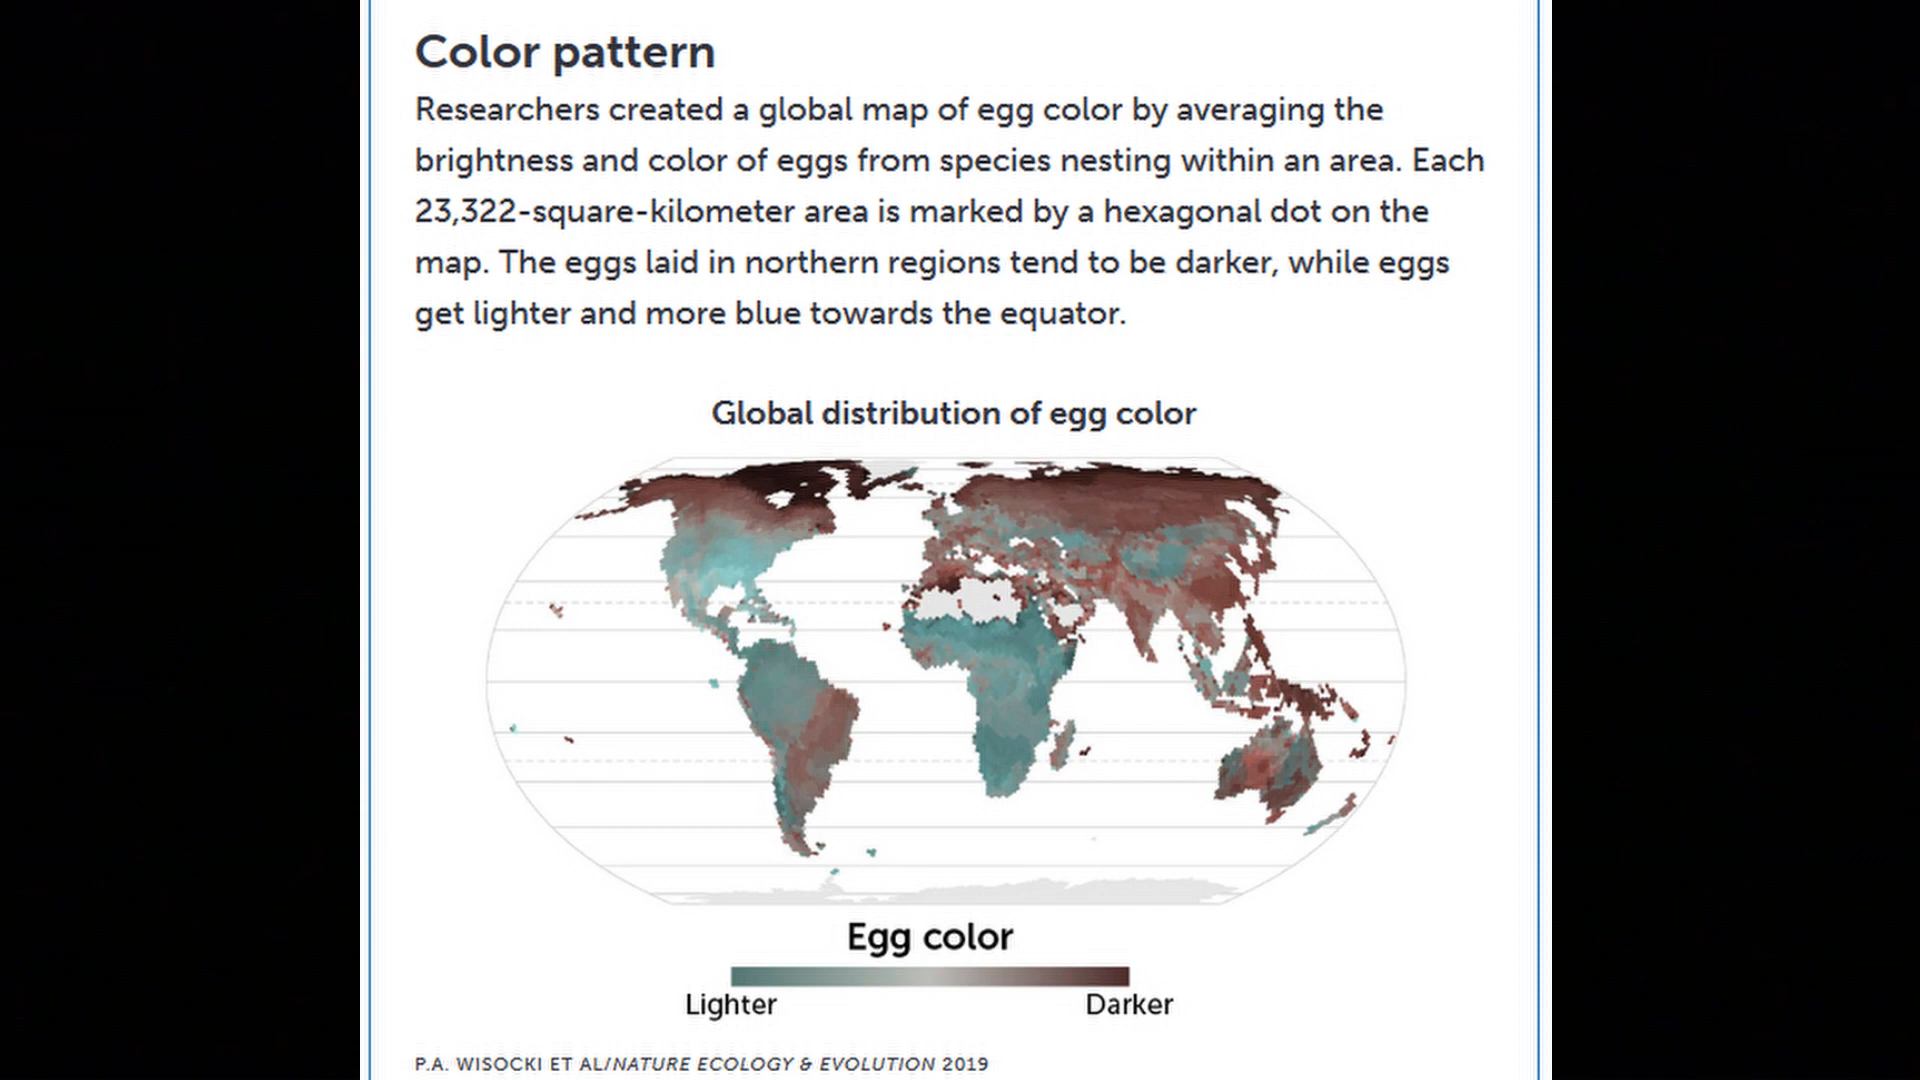 Color pattern
Researchers created a global map of egg color by averaging the
brightness and color of eggs from species nesting within an area. Each
23,322-square-kilometer area is marked by a hexagonal dot on the
map. The eggs laid in northern regions tend to be darker, while eggs
get lighter and more blue towards the equator.
Global distribution of egg color
Egg color
Lighter
Darker
P.A. WISOCKI ET AL/NATURE ECOLOGY & EVOLUTION 2019